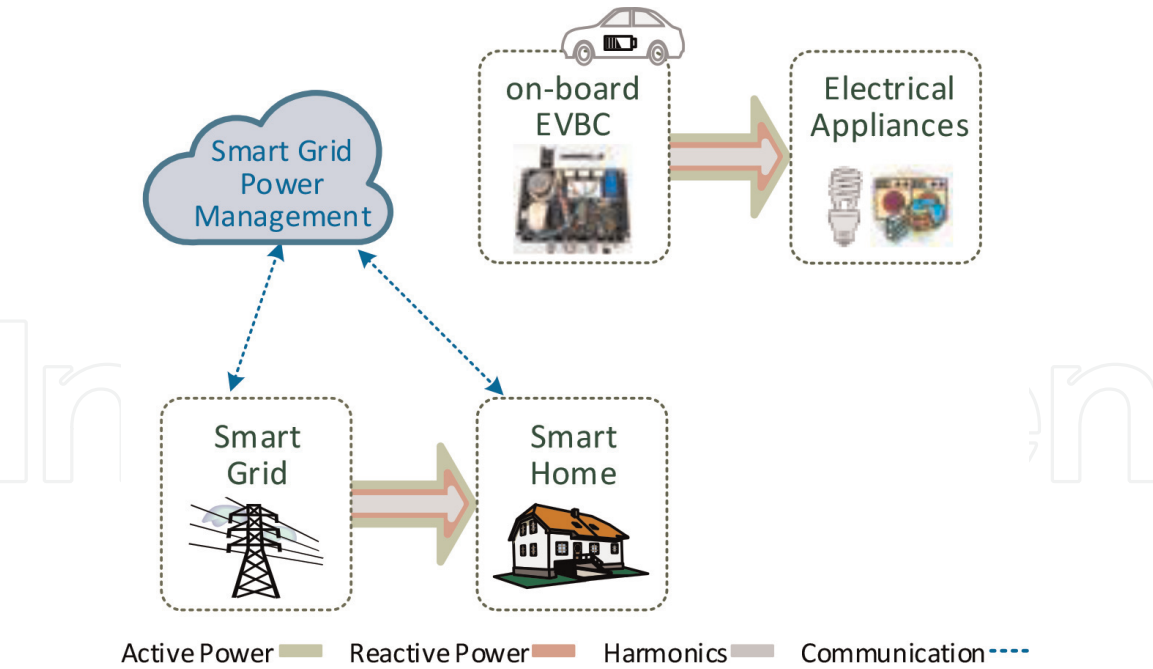 on-board
EVBC
Electrical
Appliances
Smart Grid
Power
Management
Smart
Grid
Smart
Home
Active Power
Reactive Power
Harmonics
Communication